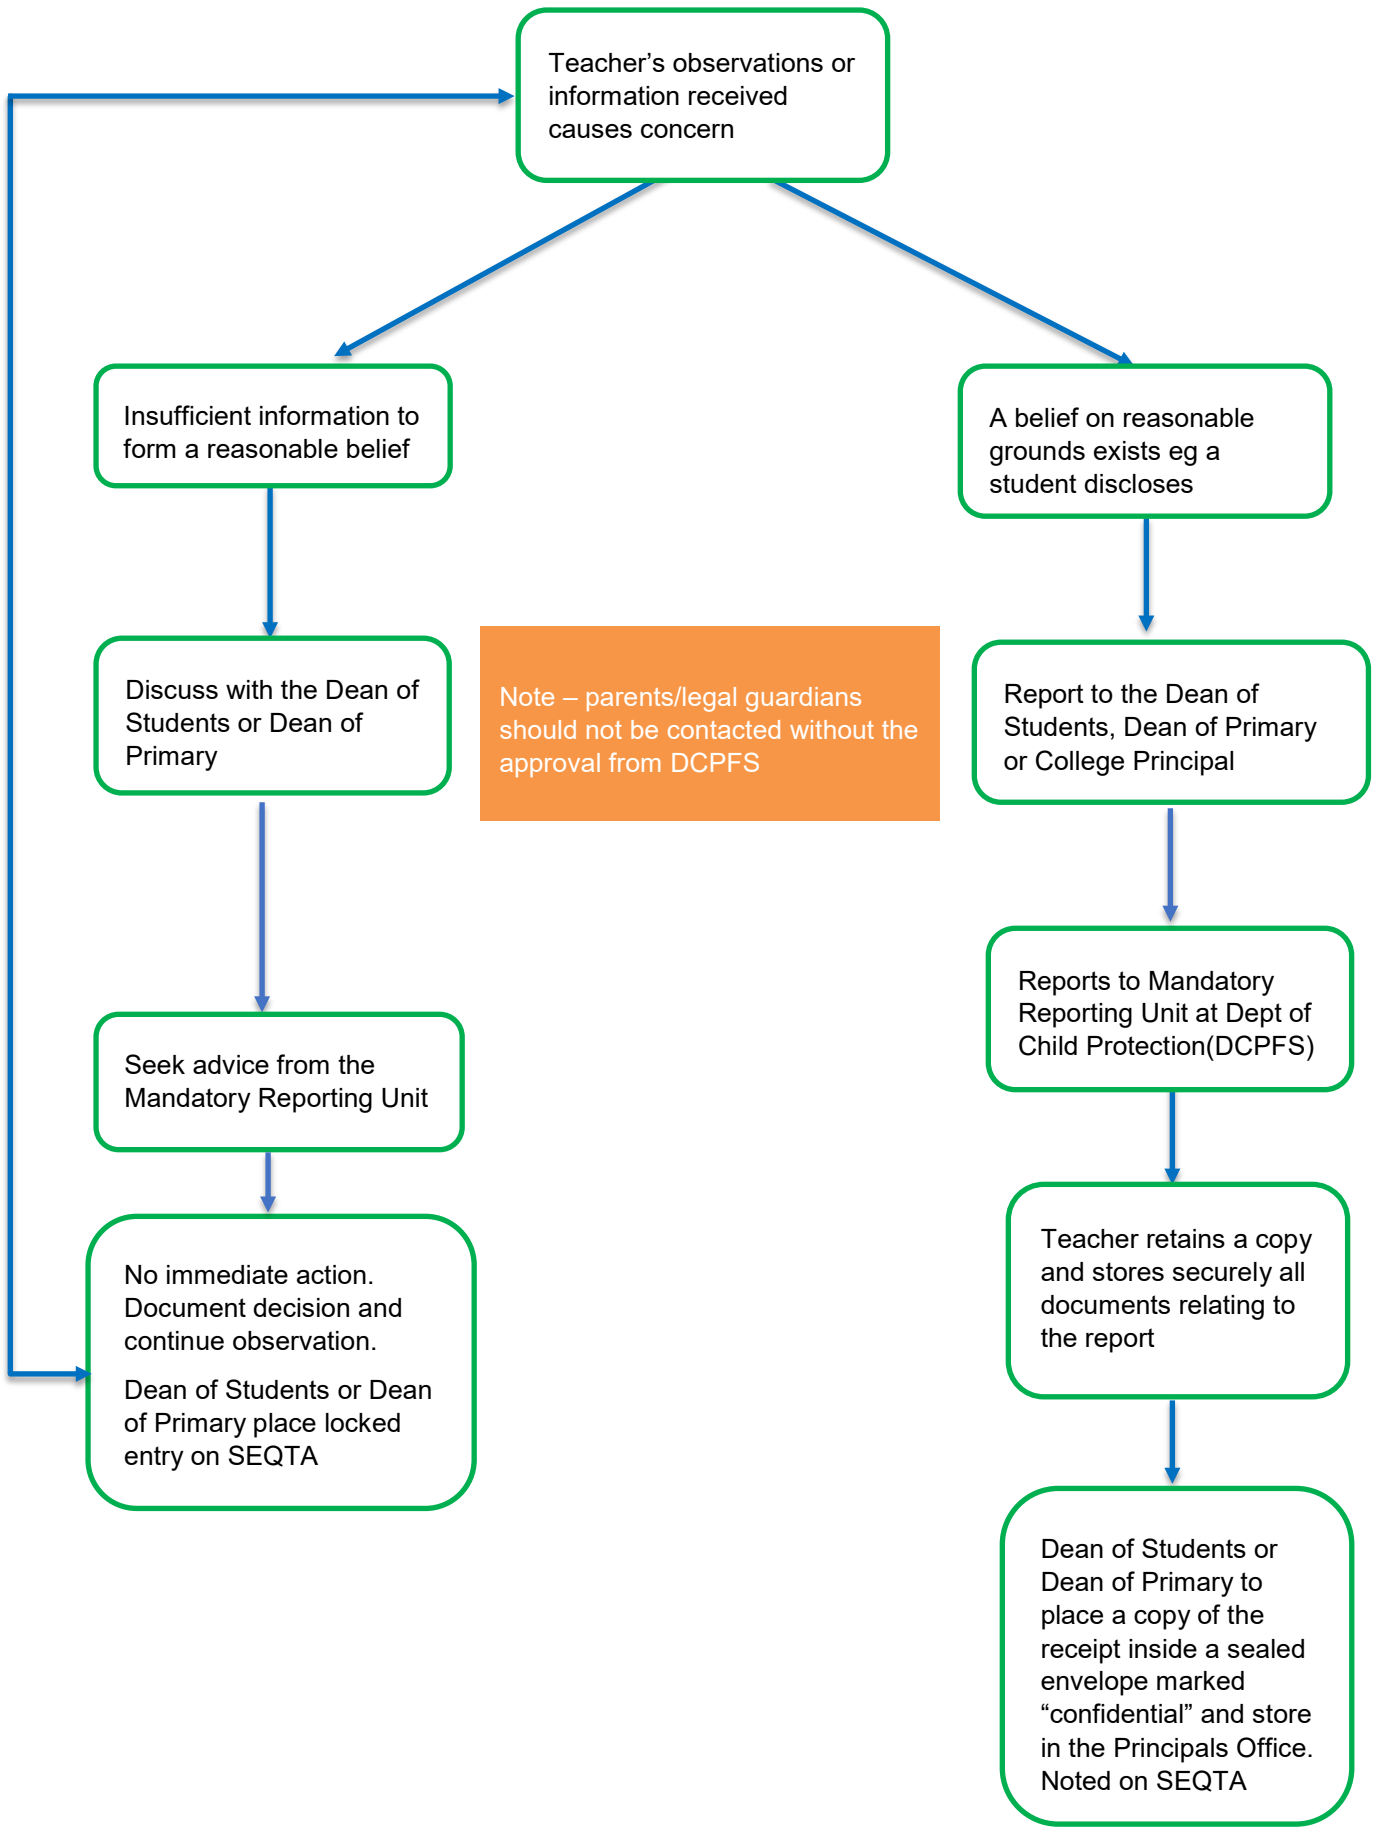 Teacher’s observations or
information received
causes concern
Insufficient information to
form a reasonable belief
A belief on reasonable
grounds exists eg a
student discloses
Discuss with the Dean of
Students or Dean of
Primary
Note – parents/legal guardians
should not be contacted without the
approval from DCPFS
Report to the Dean of
Students, Dean of Primary
or College Principal
Seek advice from the
Mandatory Reporting Unit
Reports to Mandatory
Reporting Unit at Dept of
Child Protection(DCPFS)
No immediate action.
Document decision and
continue observation.
Dean of Students or Dean
of Primary place locked
entry on SEQTA
Teacher retains a copy
and stores securely all
documents relating to
the report
Dean of Students or
Dean of Primary to
place a copy of the
receipt inside a sealed
envelope marked
“confidential” and store
in the Principals Office.
Noted on SEQTA